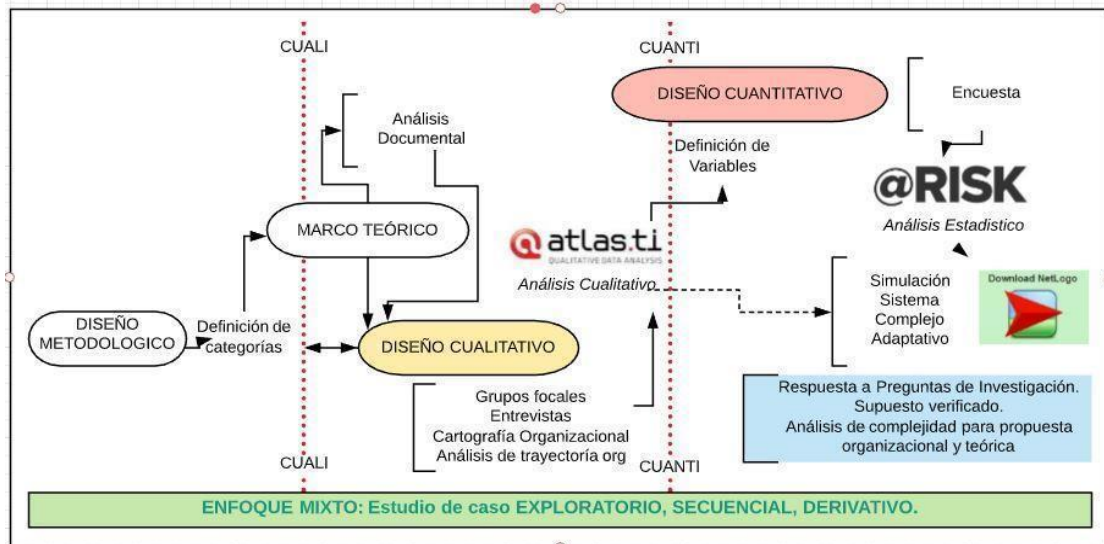 CUALI
CUANTI
DISEÑO CUANTITATIVO
Encuesta
Análisis
Documental
Definición de
Variables
@RISK
Análisis Estadistico
MARCO TEÓRICO
atlas.ti
QUALITATIVE DATA ANALYSIS
Análisis Cualitativo
Simulación
Sistema
Complejo
Adaptativo
Download NetLogo
DISEÑO
METODOLOGICO
Definición de
categorías
DISEÑO CUALITATIVO
Grupos focales
Entrevistas
Cartografía Organizacional
Análisis de trayectoría org
Respuesta a Preguntas de Investigación.
Supuesto verificado.
Análisis de complejidad para propuesta
organizacional y teórica
CUALI
CUANTI
ENFOQUE MIXTO: Estudio de caso EXPLORATORIO, SECUENCIAL, DERIVATIVO.